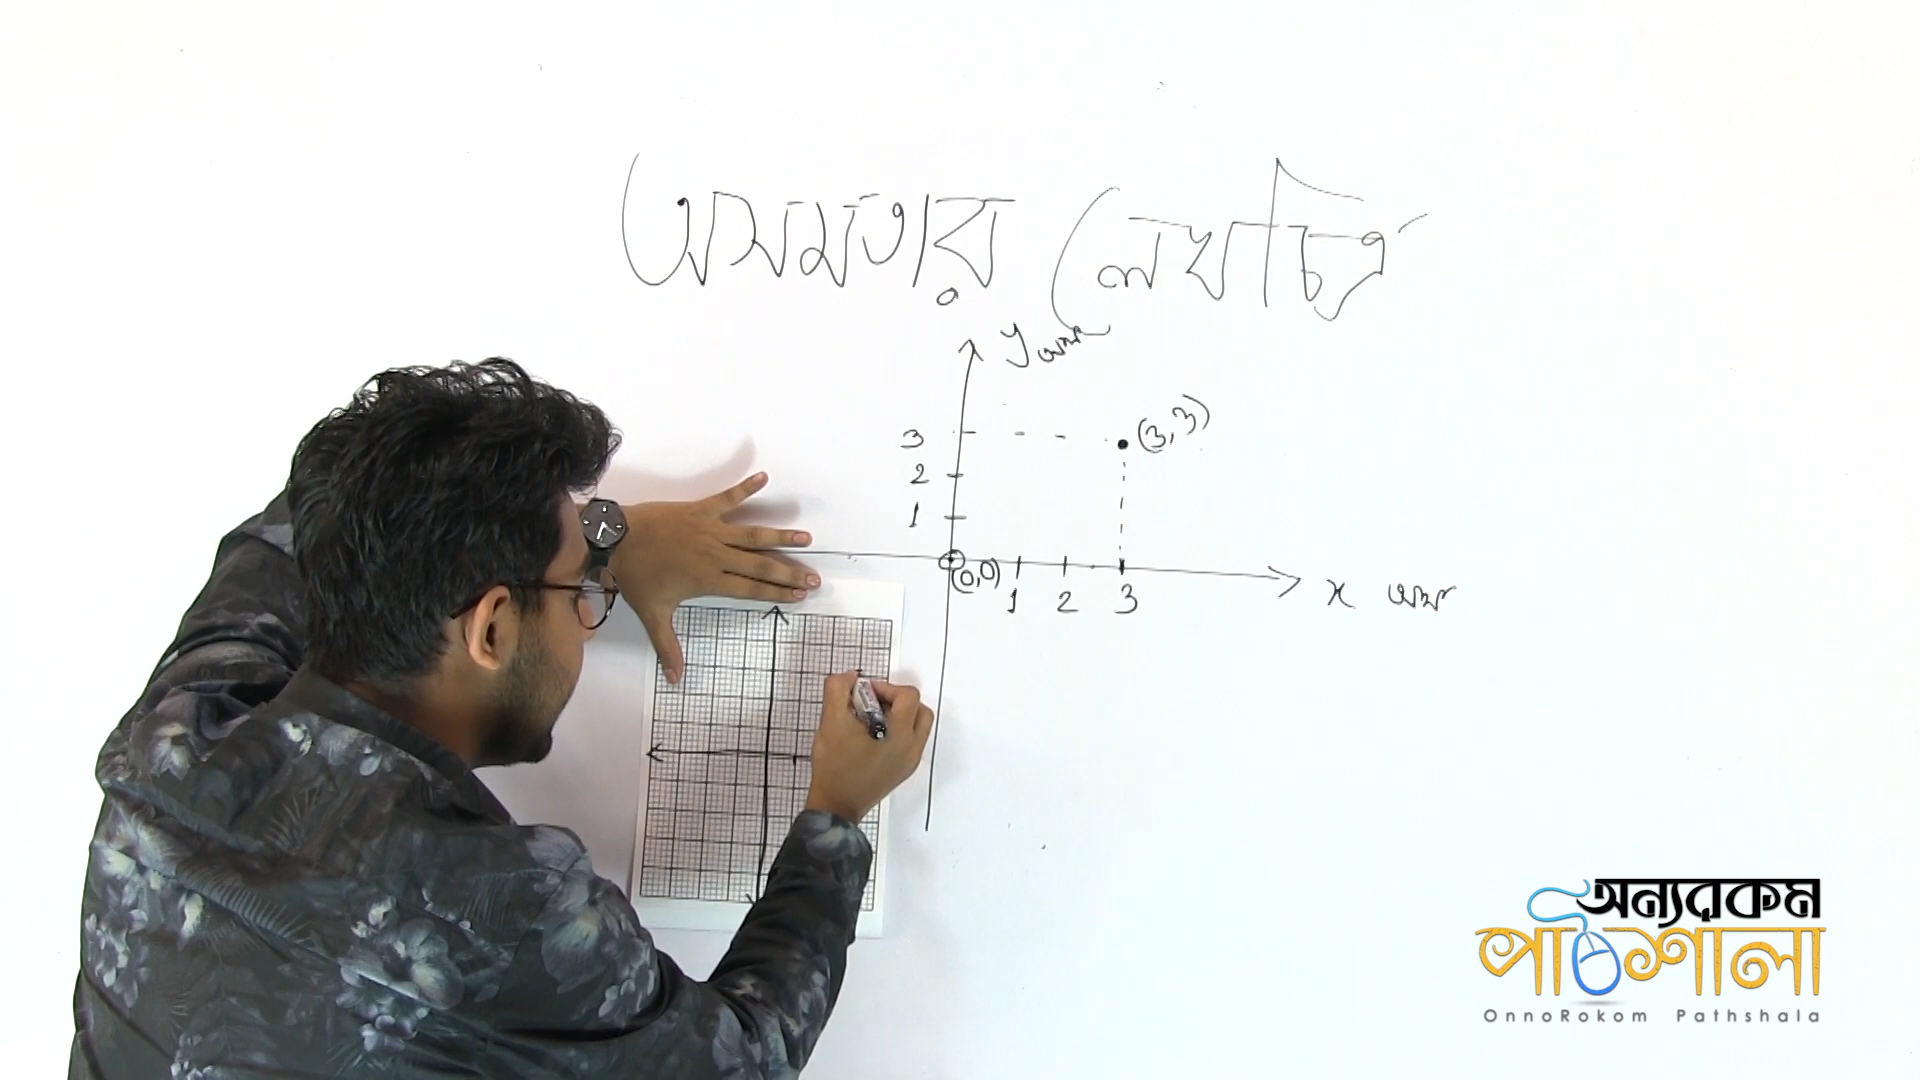 অসমতার লেখচিত্র
y অক্ষ
3
(3,3)
2
1
(0,0)
1 2 3
x অক্ষ
অন্যরকম
পাঠশালা
OnnoRokom Pathshala